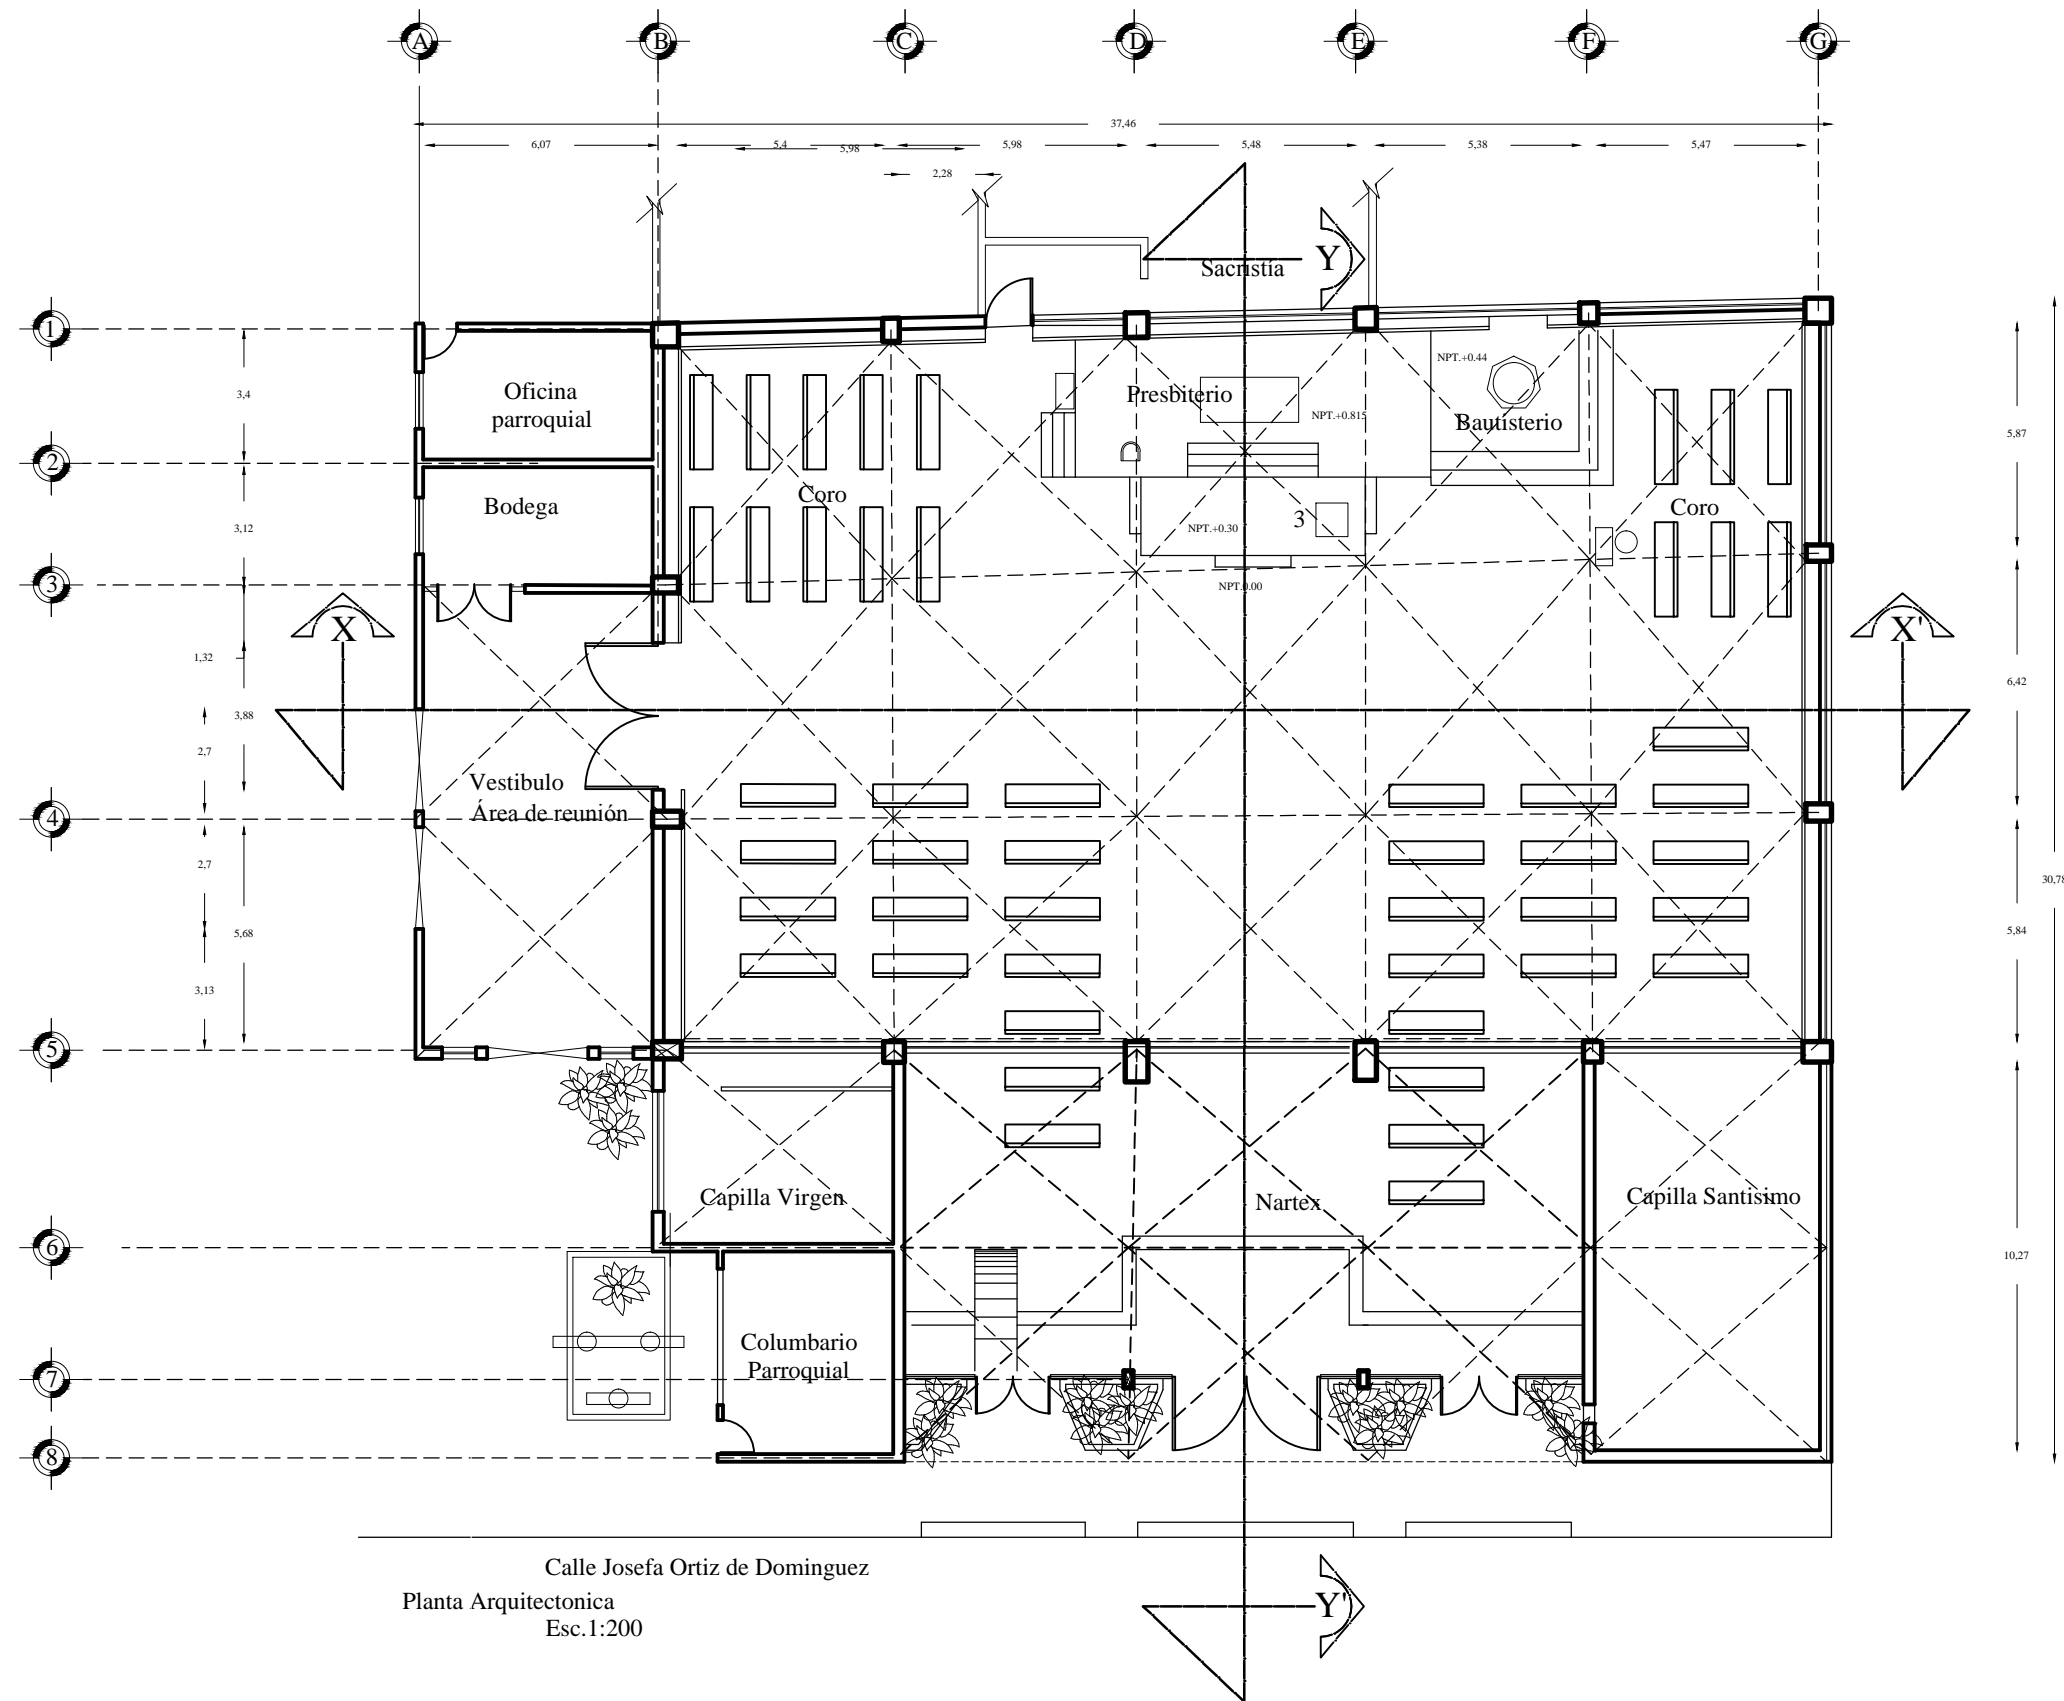 A B C D E F G
37,46
6,07 5,4 5,98 5,98 5,48 5,38 5,47
2,28
Sacristía
Y
1
2
3
4
5
6
7
8
3,4
3,12
1,32
3,88
2,7
2,7
5,68
3,13
5,87
6,42
5,84
30,78
10,27
Oficina
parroquial
Bodega
Coro
Presbiterio
NPT.+0.44
NPT.+0.815
Bautisterio
Coro
NPT.+0.30
3
NPT.0.00
X
X'
Vestibulo
Área de reunión
Capilla Virgen
Nartex
Capilla Santisimo
Columbario
Parroquial
Calle Josefa Ortiz de Dominguez
Planta Arquitectonica
Esc.1:200
Y'